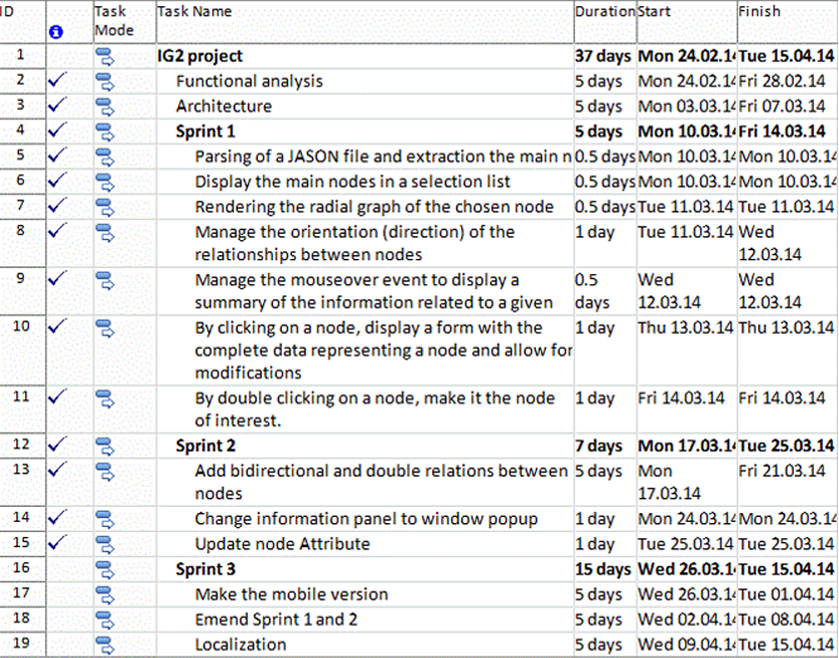 ID Task Mode Task Name Duration Start Finish
1 IG2 project 37 days Mon 24.02.14 Tue 15.04.14
2 Functional analysis 5 days Mon 24.02.14 Fri 28.02.14
3 Architecture 5 days Mon 03.03.14 Fri 07.03.14
4 Sprint 1 5 days Mon 10.03.14 Fri 14.03.14
5 Parsing of a JASON file and extraction the main n 0.5 days Mon 10.03.14 Mon 10.03.14
6 Display the main nodes in a selection list 0.5 days Mon 10.03.14 Mon 10.03.14
7 Rendering the radial graph of the chosen node 0.5 days Tue 11.03.14 Tue 11.03.14
8 Manage the orientation (direction) of the 1 day Tue 11.03.14 Wed
relationships between nodes 12.03.14
9 Manage the mouseover event to display a 0.5 Wed Wed
summary of the information related to a given days 12.03.14 12.03.14
10 By clicking on a node, display a form with the 1 day Thu 13.03.14 Thu 13.03.14
complete data representing a node and allow for
modifications
11 By double clicking on a node, make it the node 1 day Fri 14.03.14 Fri 14.03.14
of interest.
12 Sprint 2 7 days Mon 17.03.14 Tue 25.03.14
13 Add bidirectional and double relations between 5 days Mon Fri 21.03.14
nodes 17.03.14
14 Change information panel to window popup 1 day Mon 24.03.14 Mon 24.03.14
15 Update node Attribute 1 day Tue 25.03.14 Tue 25.03.14
16 Sprint 3 15 days Wed 26.03.14 Tue 15.04.14
17 Make the mobile version 5 days Wed 26.03.14 Tue 01.04.14
18 Emend Sprint 1 and 2 5 days Wed 02.04.14 Tue 08.04.14
19 Localization 5 days Wed 09.04.14 Tue 15.04.14